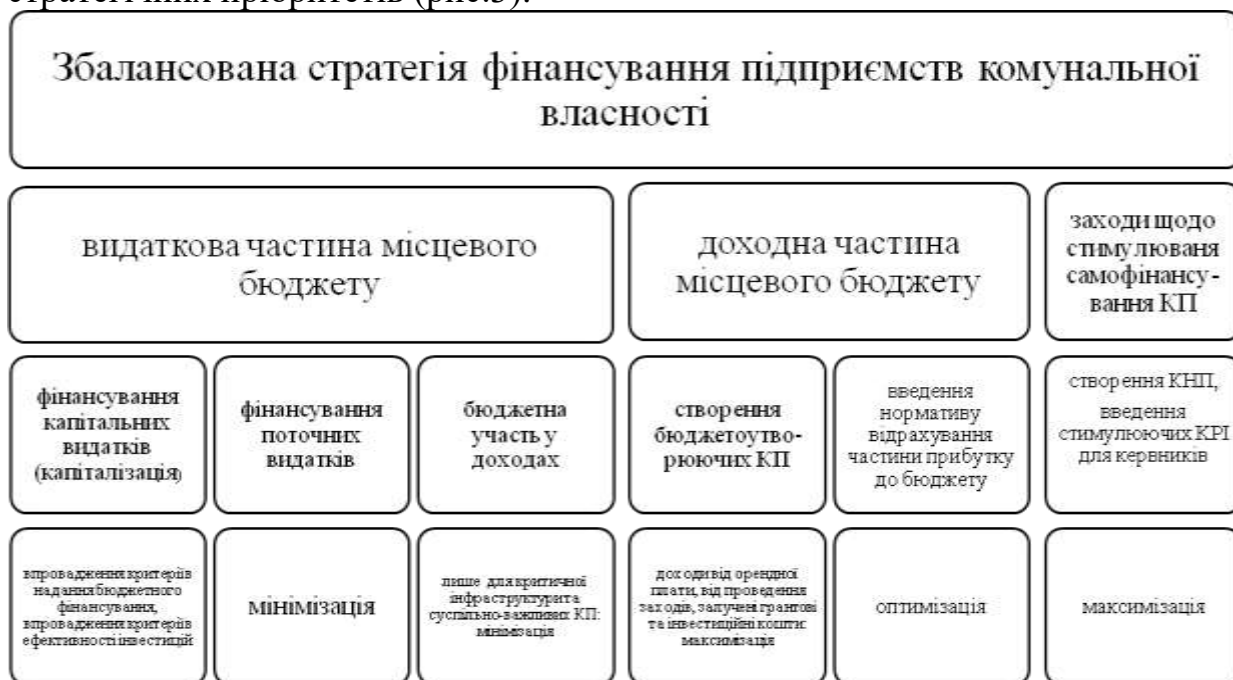 стратегічних пріоритетів (рис.3).
Збалансована стратегія фінансування підприємств комунальної
власності
видаткова частина місцевого
бюджету
доходна частина
місцевого бюджету
заходи щодо
стимулюваня
самофінансу-
вання КП
фінансування
капітальних
видатків
(капіталізація)
фінансування
поточних
видатків
бюджетна
участь у
доходах
створення
бюджетоутво-
рюючих КП
введення
нормативу
відрахування
частини прибутку
до бюджету
створення КНП,
введення
стимулюючих KPI
для кервників
впровадження критеріїв
надання бюджетного
фінансування,
впровадження критеріїв
ефективності інвестицій
мінімізація
лише для критичної
інфраструктури та
суспільно-важливих КП:
мінімізація
доходи від орендної
плати, від проведення
заходів, залучені грантові
та інвестиційні кошти:
максимізація
оптимізація
максимізація